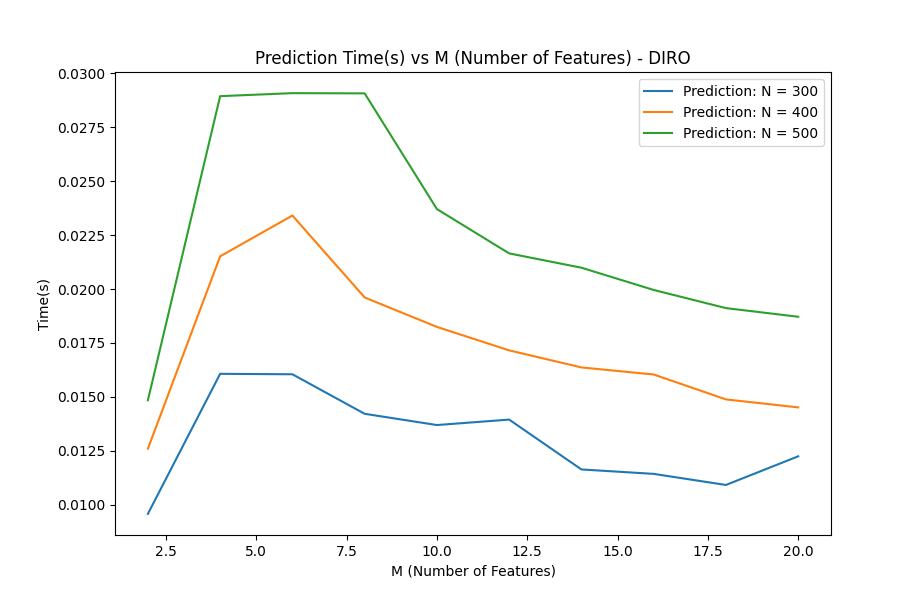 Prediction Time(s) vs M (Number of Features) - DIRO
Prediction: N = 300
Prediction: N = 400
Prediction: N = 500
Time(s)
0.0300
0.0275
0.0250
0.0225
0.0200
0.0175
0.0150
0.0125
0.0100
2.5 5.0 7.5 10.0 12.5 15.0 17.5 20.0
M (Number of Features)